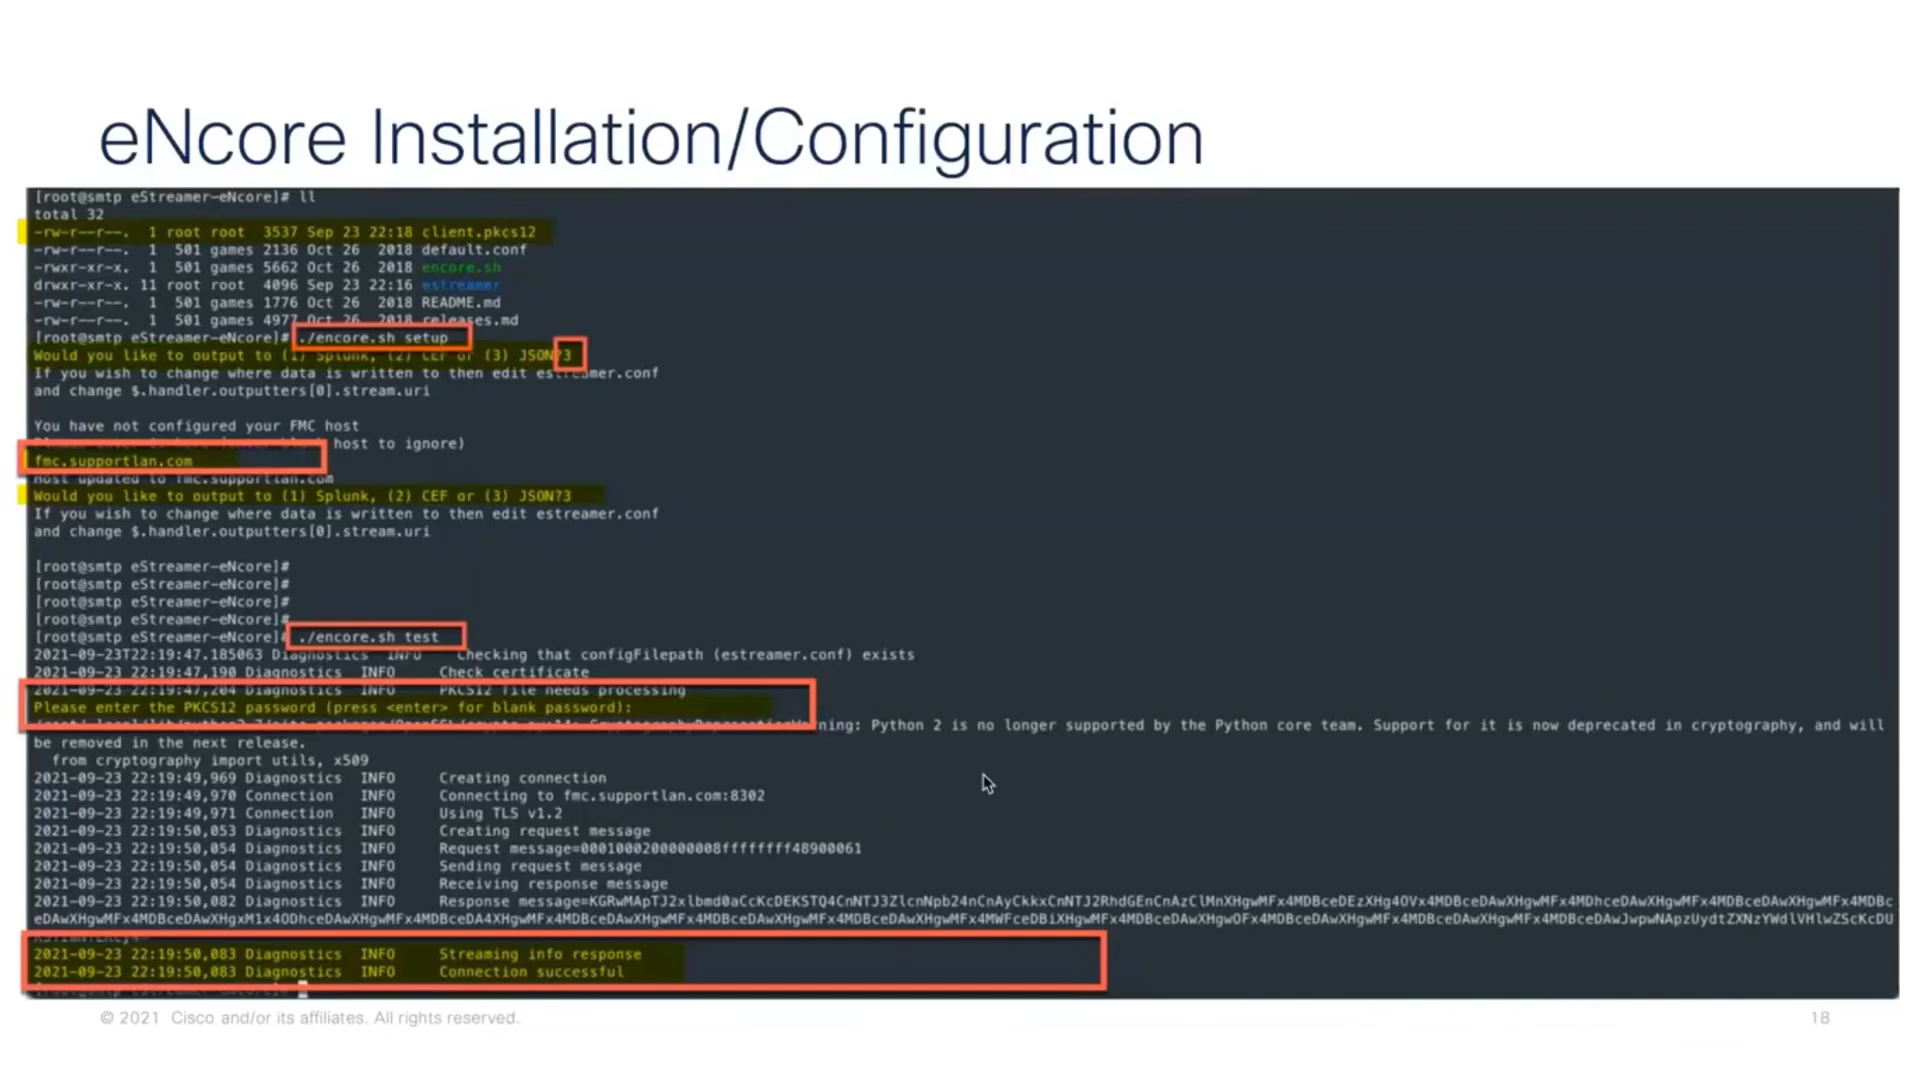 eNcore Installation/Configuration
[root@smtp eStreamer-eNcore]# ll
total 32
-rw-r--r--. 1 root root 3537 Sep 23 22:18 client.pkcs12
-rw-r--r--. 1 501 games 2136 Oct 26 2018 default.conf
-rwxr-xr-x. 1 501 games 5662 Oct 26 2018 encore.sh
drwxr-xr-x. 11 root root 4096 Sep 23 22:16 estreamer
-rw-r--r--. 1 501 games 1776 Oct 26 2018 README.md
-rw-r--r--. 1 501 games 4977 Oct 26 2018 releases.md
[root@smtp eStreamer-eNcore]# ./encore.sh setup
Would you like to output to (1) Splunk, (2) CEF or (3) JSON?3
If you wish to change where data is written to then edit estreamer.conf
and change $.handler.outputters[0].stream.uri
You have not configured your FMC host
host to ignore)
fmc.supportlan.com
Host updated to fmc.supportlan.com
Would you like to output to (1) Splunk, (2) CEF or (3) JSON?3
If you wish to change where data is written to then edit estreamer.conf
and change $.handler.outputters[0].stream.uri
[root@smtp eStreamer-eNcore]#
[root@smtp eStreamer-eNcore]#
[root@smtp eStreamer-eNcore]#
[root@smtp eStreamer-eNcore]#
[root@smtp eStreamer-eNcore]# ./encore.sh test
2021-09-23T22:19:47.185063 Diagnostics INFO Checking that configFilepath (estreamer.conf) exists
2021-09-23 22:19:47,190 Diagnostics INFO Check certificate
2021-09-23 22:19:47,204 Diagnostics INFO PKCS12 file needs processing
Please enter the PKCS12 password (press <enter> for blank password):
Python 2 is no longer supported by the Python core team. Support for it is now deprecated in cryptography, and will
be removed in the next release.
from cryptography import utils, x509
2021-09-23 22:19:49,969 Diagnostics INFO Creating connection
2021-09-23 22:19:49,970 Connection INFO Connecting to fmc.supportlan.com:8302
2021-09-23 22:19:49,971 Connection INFO Using TLS v1.2
2021-09-23 22:19:50,053 Diagnostics INFO Creating request message
2021-09-23 22:19:50,054 Diagnostics INFO Request message=0001000200000008ffffffff48900061
2021-09-23 22:19:50,054 Diagnostics INFO Sending request message
2021-09-23 22:19:50,054 Diagnostics INFO Receiving response message
2021-09-23 22:19:50,082 Diagnostics INFO
2021-09-23 22:19:50,083 Diagnostics INFO Streaming info response
2021-09-23 22:19:50,083 Diagnostics INFO Connection successful
© 2021 Cisco and/or its affiliates. All rights reserved.
18